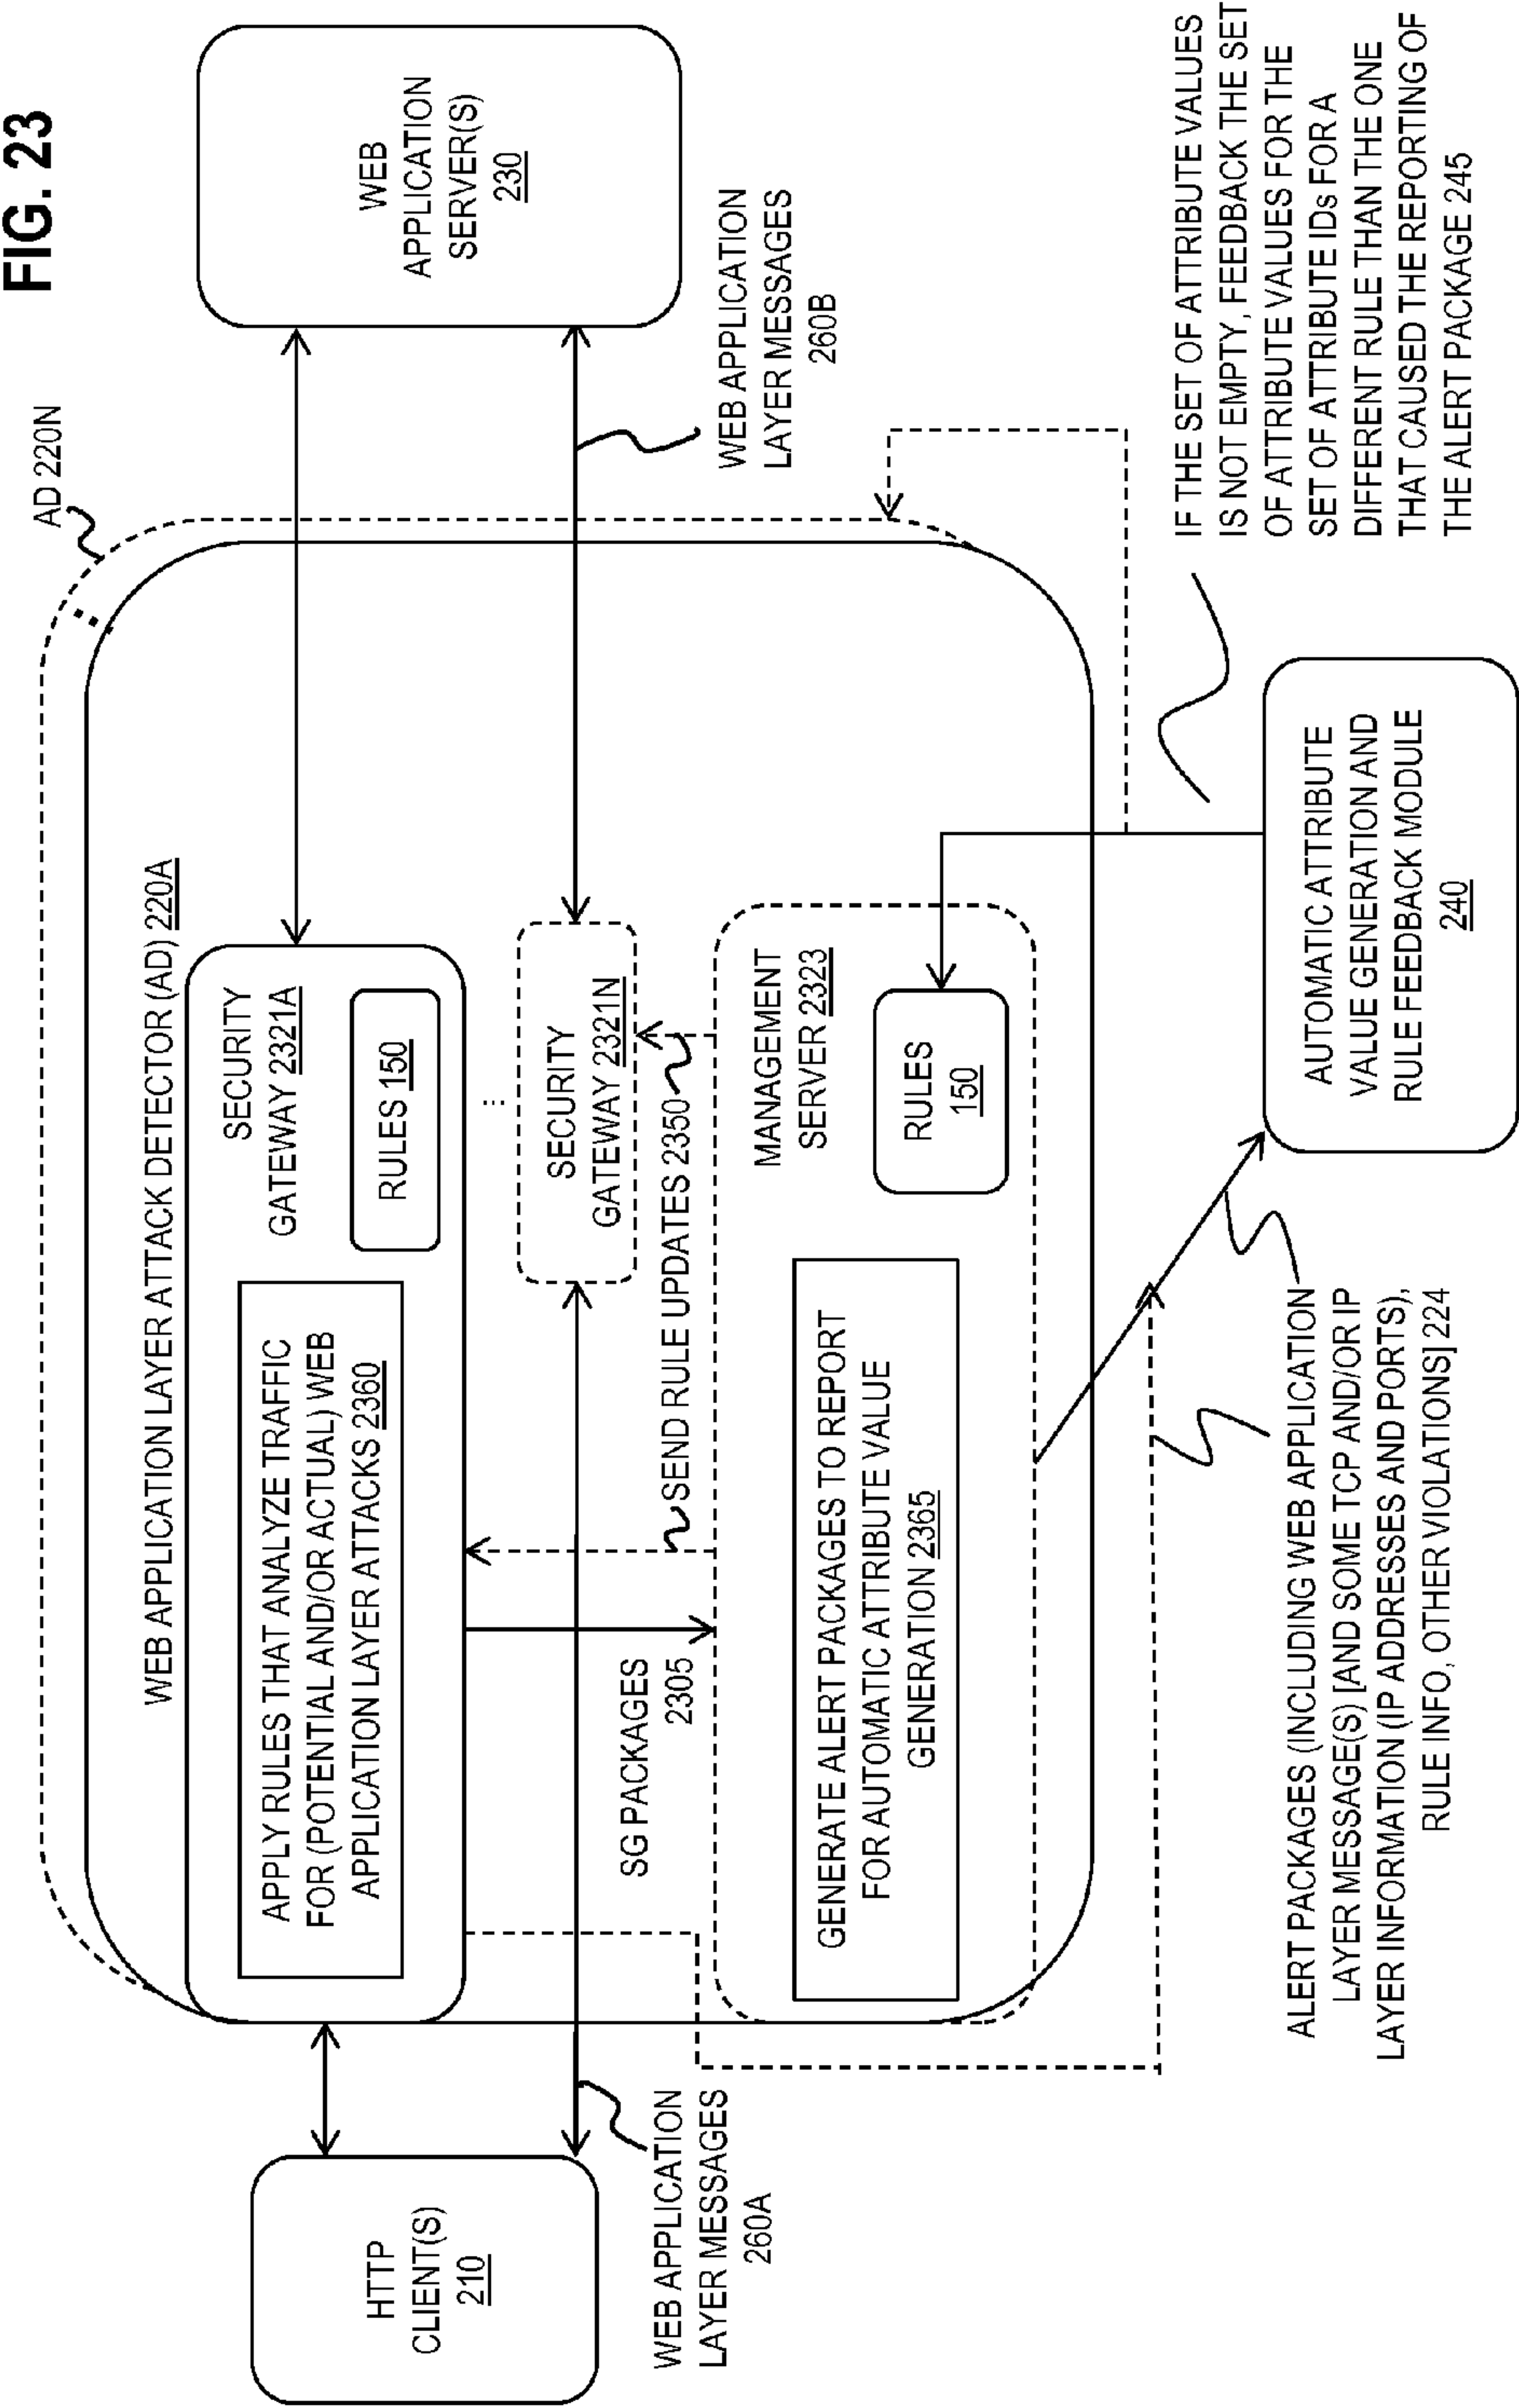 FIG. 23
AD 220N
WEB APPLICATION LAYER ATTACK DETECTOR (AD) 220A
HTTP
CLIENT(S)
210
APPLY RULES THAT ANALYZE TRAFFIC
FOR (POTENTIAL AND/OR ACTUAL) WEB
APPLICATION LAYER ATTACKS 2360
SECURITY
GATEWAY 2321A
RULES 150
WEB
APPLICATION
SERVER(S)
230
...
SECURITY
GATEWAY 2321N
WEB APPLICATION
LAYER MESSAGES
260A
SG PACKAGES
2305
SEND RULE UPDATES 2350
WEB APPLICATION
LAYER MESSAGES
260B
MANAGEMENT
SERVER 2323
GENERATE ALERT PACKAGES TO REPORT
FOR AUTOMATIC ATTRIBUTE VALUE
GENERATION 2365
RULES
150
ALERT PACKAGES (INCLUDING WEB APPLICATION
LAYER MESSAGE(S) [AND SOME TCP AND/OR IP
LAYER INFORMATION (IP ADDRESSES AND PORTS),
RULE INFO, OTHER VIOLATIONS] 224
AUTOMATIC ATTRIBUTE
VALUE GENERATION AND
RULE FEEDBACK MODULE
240
IF THE SET OF ATTRIBUTE VALUES
IS NOT EMPTY, FEEDBACK THE SET
OF ATTRIBUTE VALUES FOR THE
SET OF ATTRIBUTE IDs FOR A
DIFFERENT RULE THAN THE ONE
THAT CAUSED THE REPORTING OF
THE ALERT PACKAGE 245